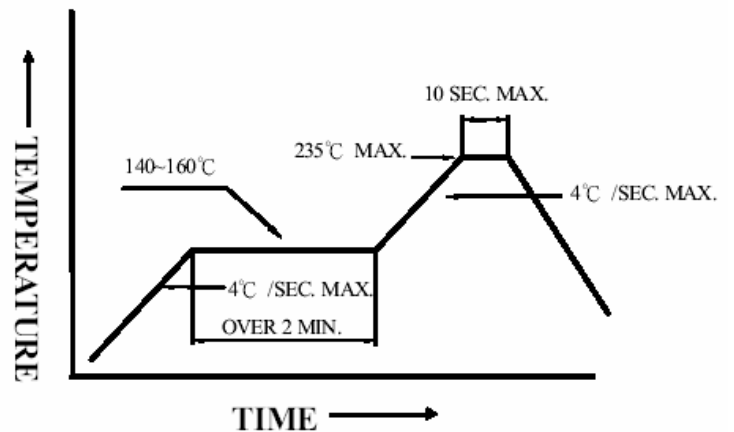 10 SEC. MAX.
235℃ MAX.
140~160℃
4℃ /SEC. MAX.
4℃ /SEC. MAX.
OVER 2 MIN.
TEMPERATURE
TIME